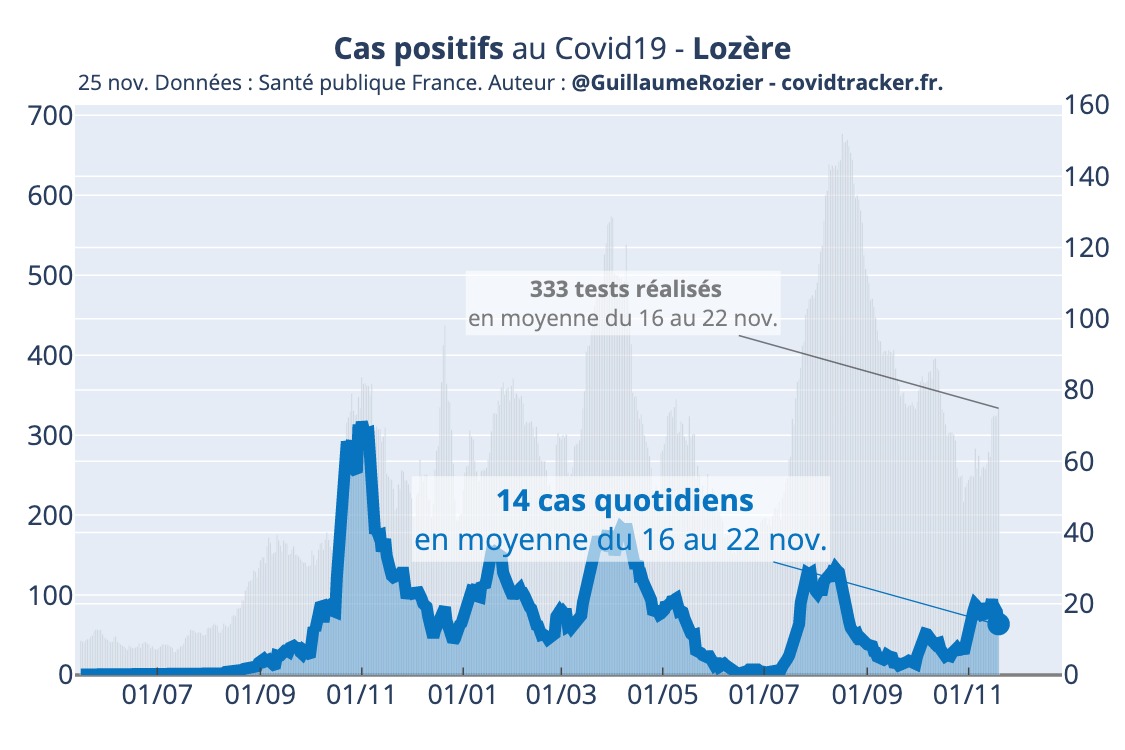 Cas positifs au Covid19 - Lozère
25 nov. Données : Santé publique France. Auteur : @GuillaumeRozier - covidtracker.fr.
700
600
500
400
300
200
100
0
160
140
120
100
80
60
40
20
0
333 tests réalisés
en moyenne du 16 au 22 nov.
14 cas quotidiens
en moyenne du 16 au 22 nov.
01/07 01/09 01/11 01/01 01/03 01/05 01/07 01/09 01/11